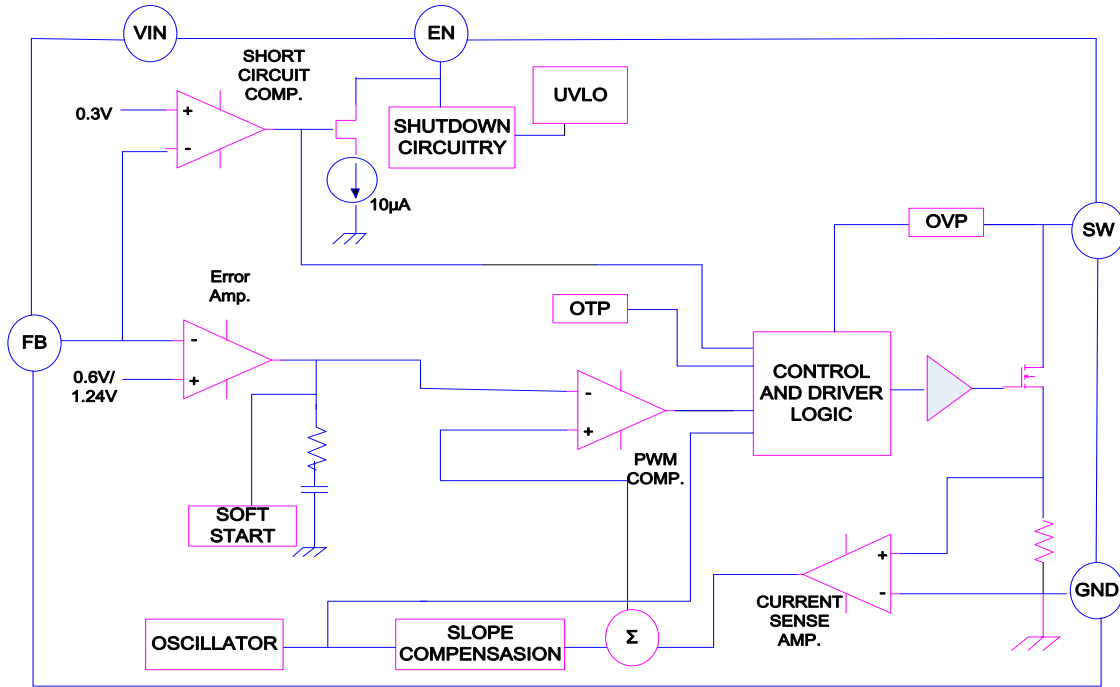 VIN
EN
SHORT
CIRCUIT
COMP.
UVLO
0.3V
+
-
SHUTDOWN
CIRCUITRY
10µA
OVP
SW
Error
Amp.
OTP
FB
-
+
0.6V/
1.24V
CONTROL
AND DRIVER
LOGIC
-
+
PWM
COMP.
SOFT
START
+
-
CURRENT
SENSE
AMP.
GND
OSCILLATOR
SLOPE
COMPENSASION
Σ